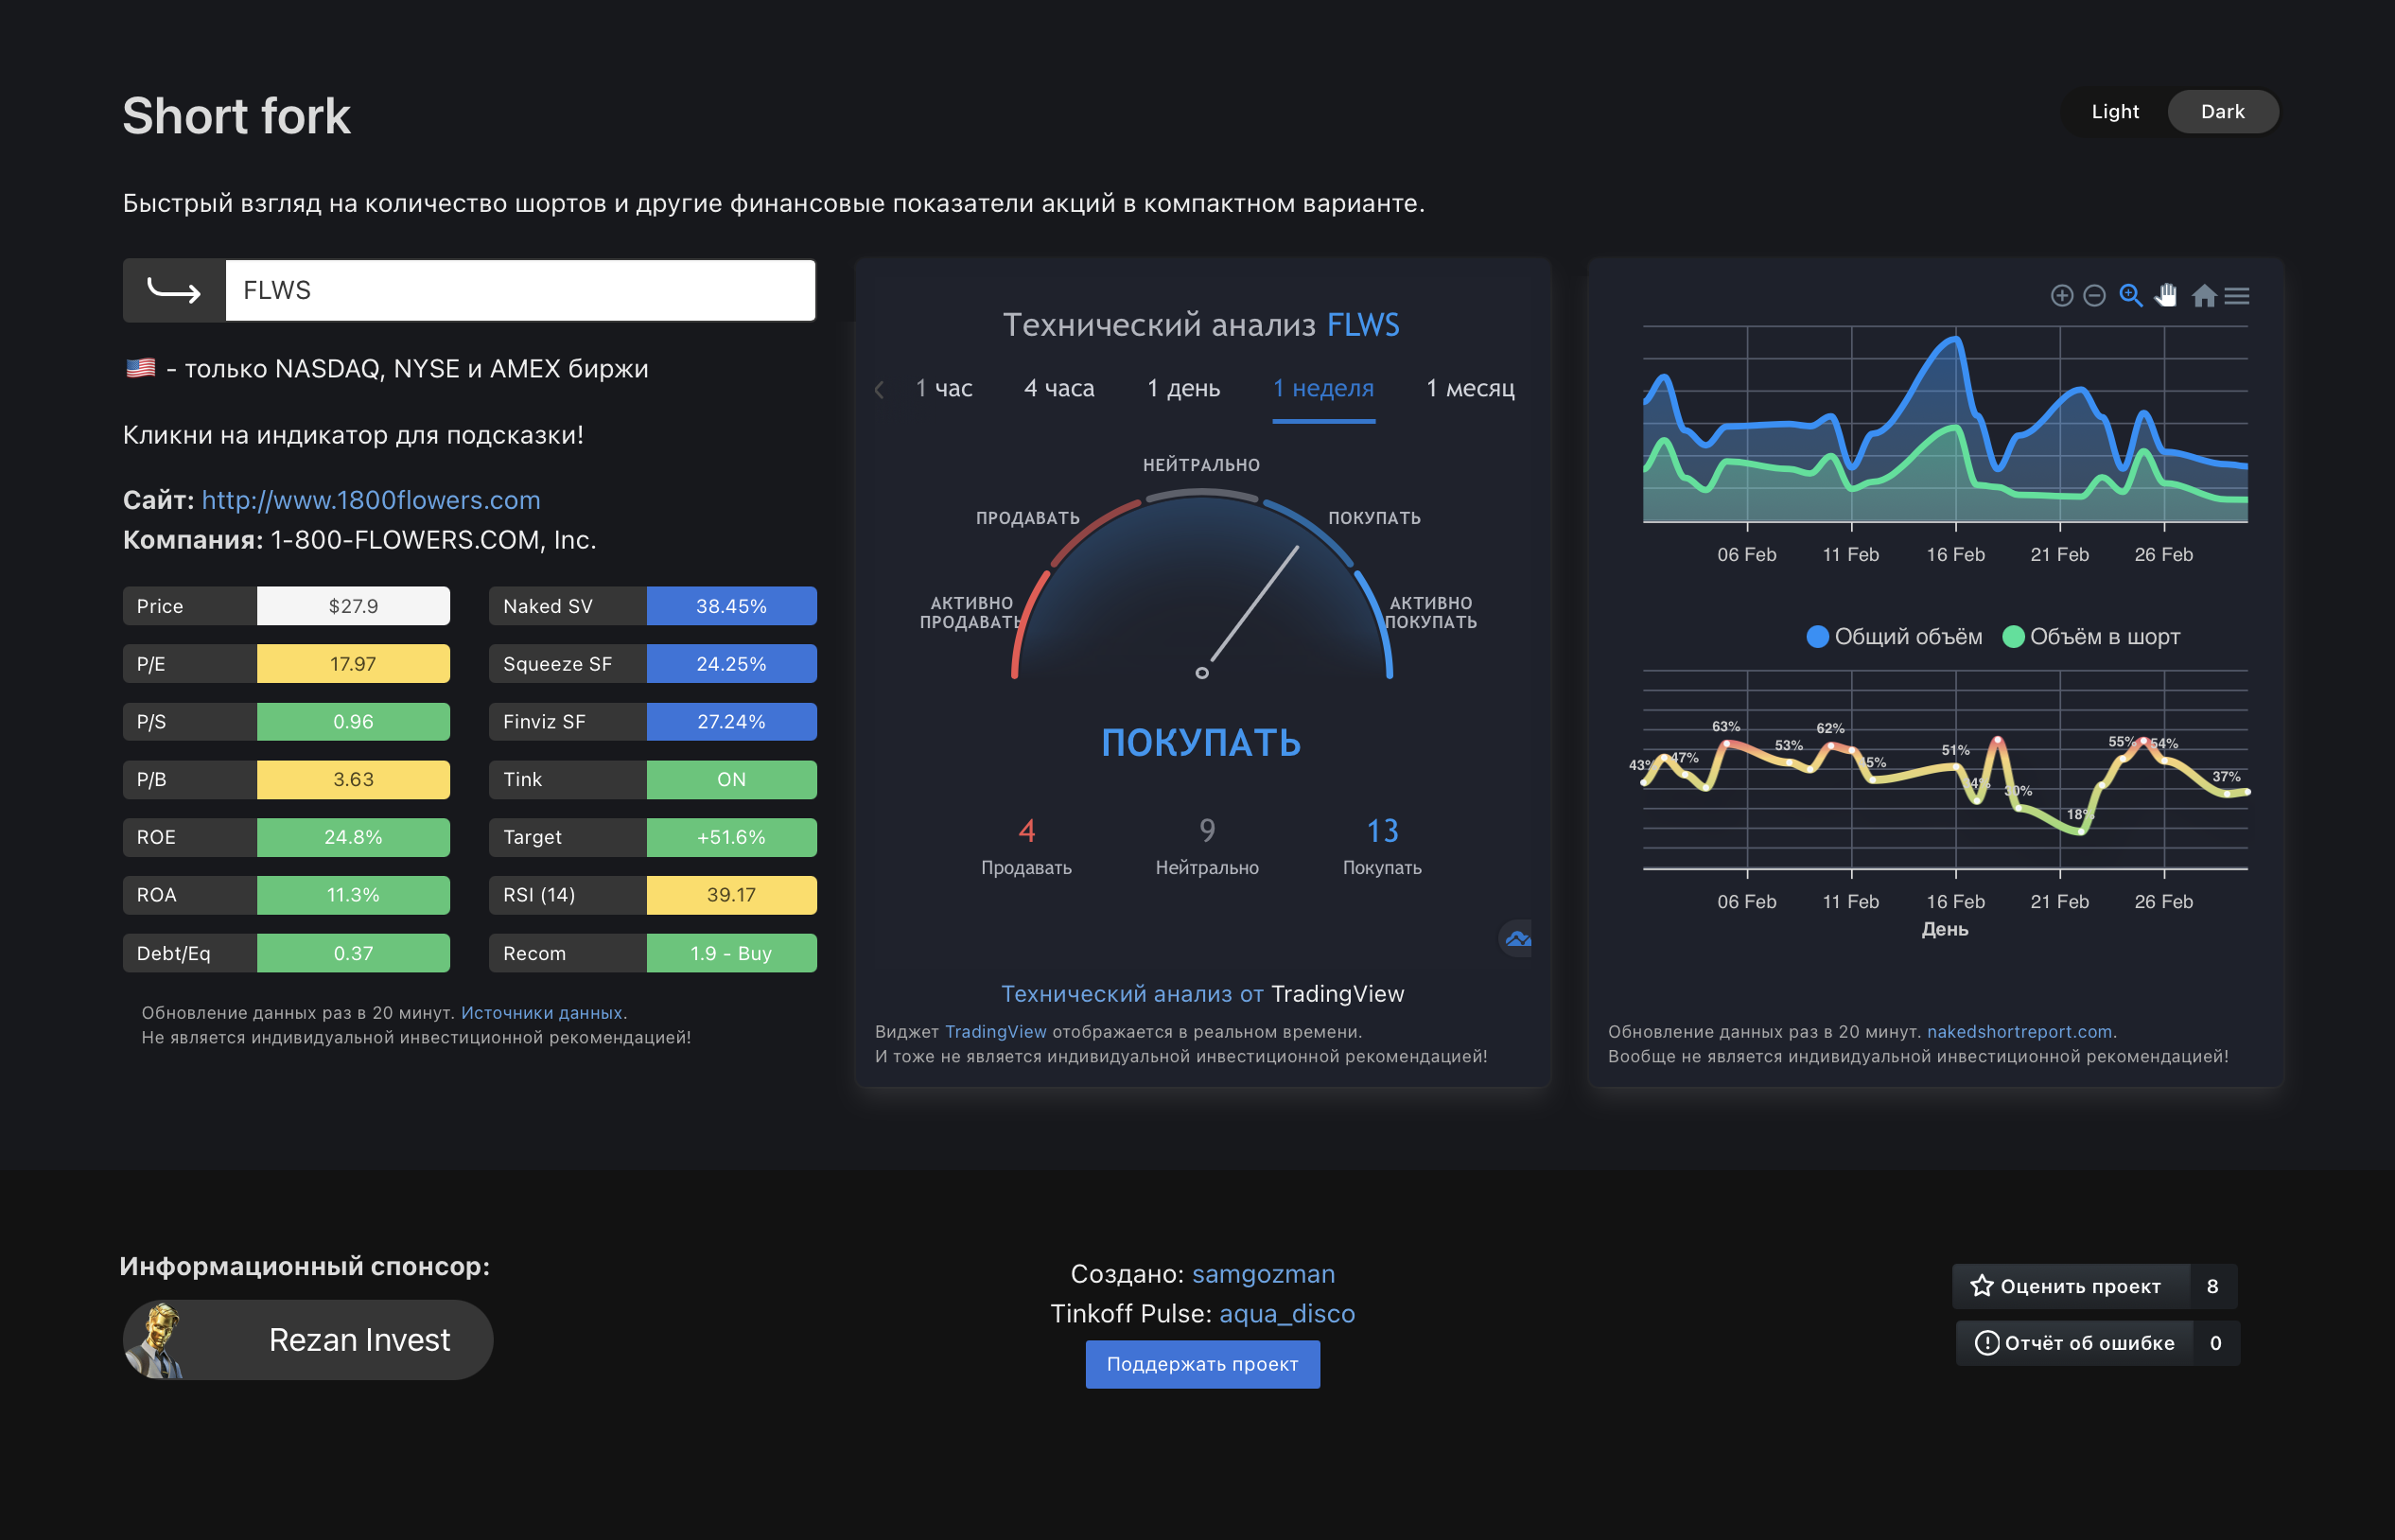 Short fork
Light Dark
Быстрый взгляд на количество шортов и другие финансовые показатели акций в компактном варианте.
FLWS
- только NASDAQ, NYSE и AMEX биржи
Кликни на индикатор для подсказки!
Сайт: http://www.1800flowers.com
Компания: 1-800-FLOWERS.COM, Inc.
Price $27.9 Naked SV 38.45%
P/E 17.97 Squeeze SF 24.25%
P/S 0.96 Finviz SF 27.24%
P/B 3.63 Tink ON
ROE 24.8% Target +51.6%
ROA 11.3% RSI (14) 39.17
Debt/Eq 0.37 Recom 1.9 - Buy
Обновление данных раз в 20 минут. Источники данных.
Не является индивидуальной инвестиционной рекомендацией!
Технический анализ FLWS
1 час 4 часа 1 день 1 неделя 1 месяц
НЕЙТРАЛЬНО
ПРОДАВАТЬ ПОКУПАТЬ
АКТИВНО ПРОДАВАТЬ
АКТИВНО ПОКУПАТЬ
ПОКУПАТЬ
4 9 13
Продавать Нейтрально Покупать
Технический анализ от TradingView
Виджет TradingView отображается в реальном времени.
И тоже не является индивидуальной инвестиционной рекомендацией!
06 Feb 11 Feb 16 Feb 21 Feb 26 Feb
Общий объём Объём в шорт
43% 47% 63% 53% 62% 51% 30% 18% 55% 54% 37%
06 Feb 11 Feb 16 Feb 21 Feb 26 Feb
День
Обновление данных раз в 20 минут. nakedshortreport.com.
Вообще не является индивидуальной инвестиционной рекомендацией!
Информационный спонсор:
Rezan Invest
Создано: samgozman
Tinkoff Pulse: aqua_disco
Поддержать проект
Оценить проект 8
Отчёт об ошибке 0